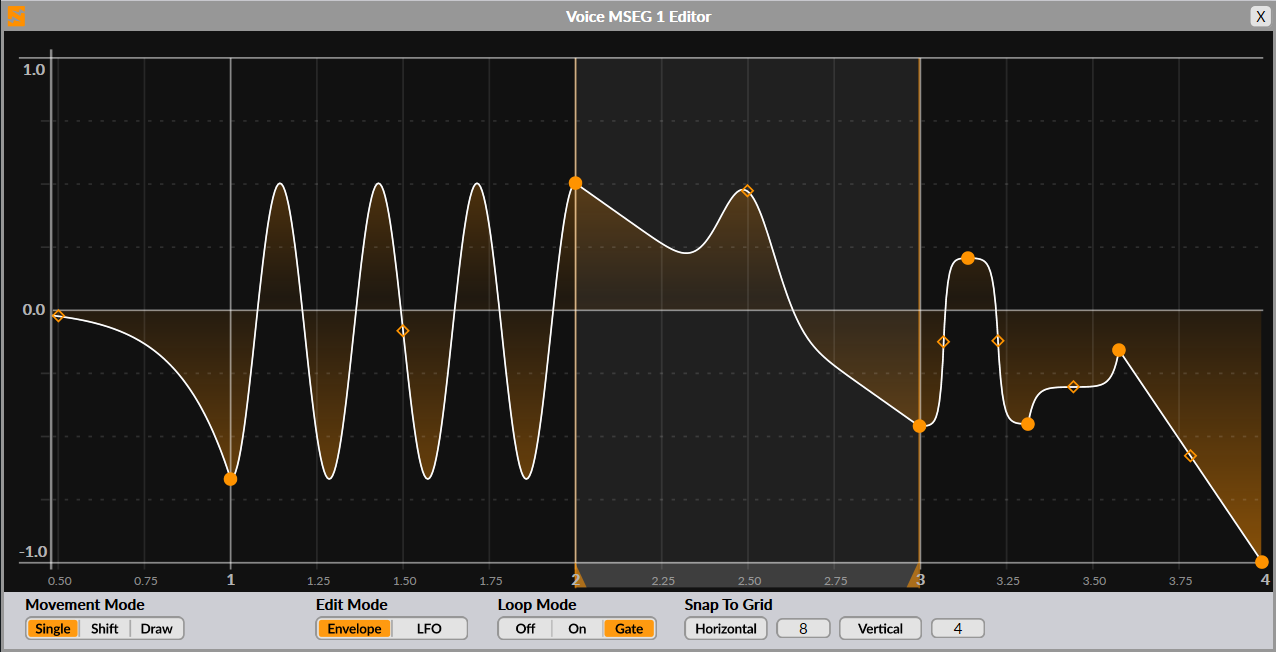 Voice MSEG 1 Editor X
1.0
0.0
-1.0
0.50 0.75 1 1.25 1.50 1.75 2 2.25 2.50 2.75 3 3.25 3.50 3.75 4
Movement Mode Edit Mode Loop Mode Snap To Grid
Single Shift Draw Envelope LFO Off On Gate Horizontal 8 Vertical 4